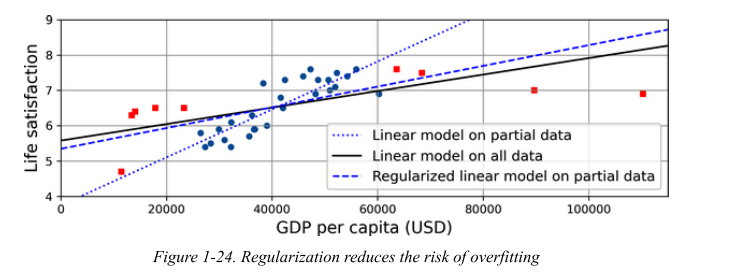 9
8
7
6
5
4
Life satisfaction
Linear model on partial data
Linear model on all data
Regularized linear model on partial data
0 20000 40000 60000 80000 100000
GDP per capita (USD)
Figure 1-24. Regularization reduces the risk of overfitting